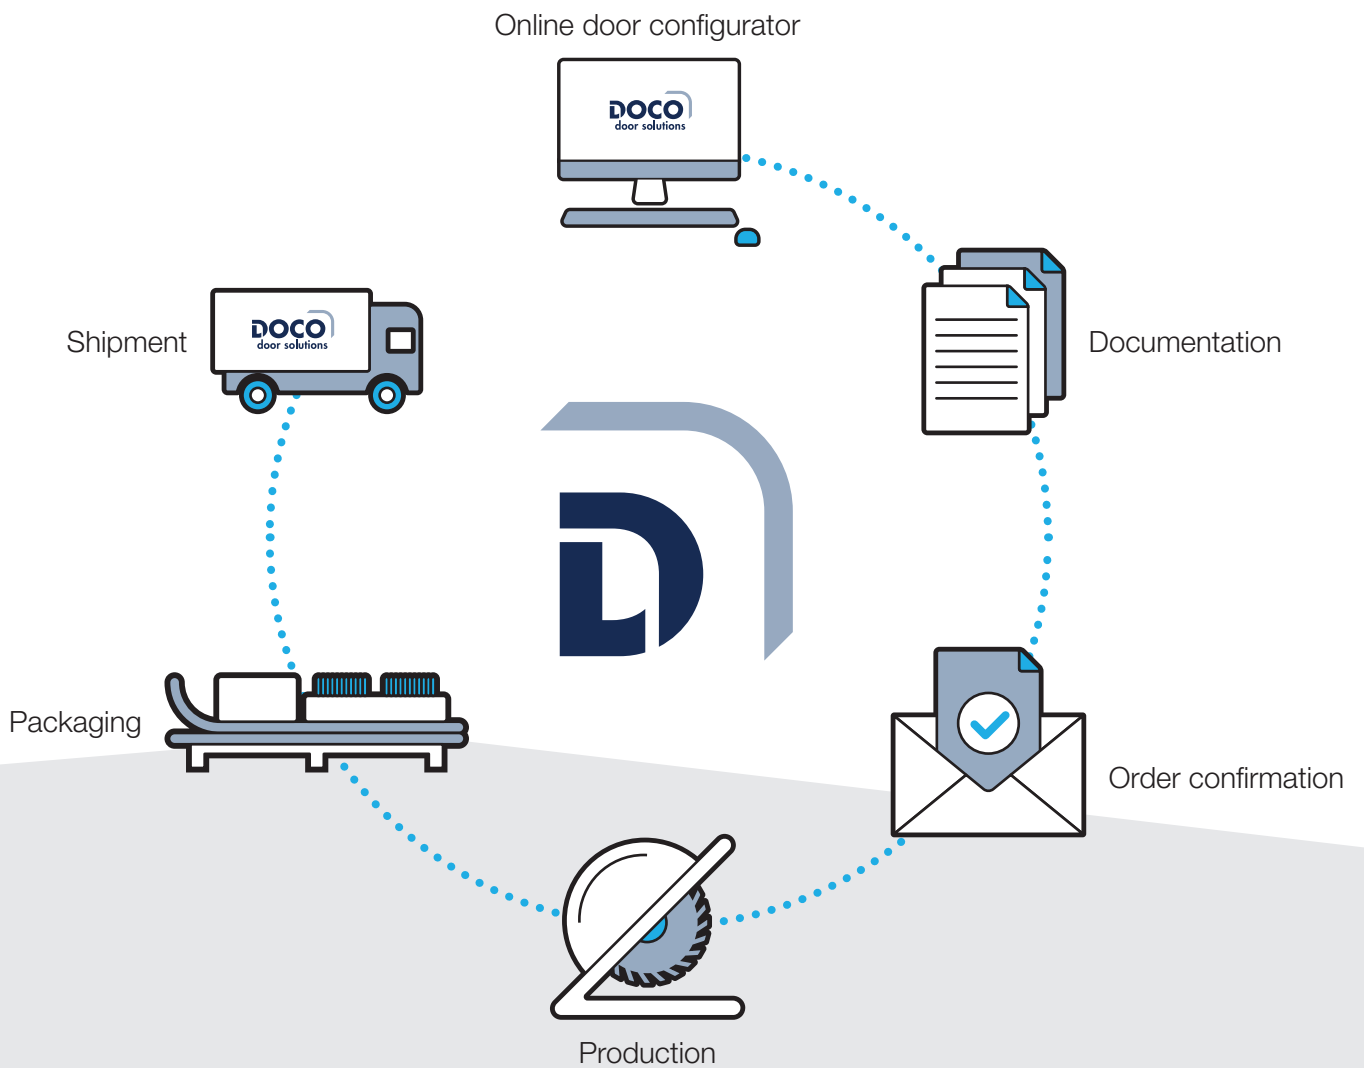 Online door configurator
DOCO
door solutions
Documentation
Order confirmation
Production
Packaging
Shipment
DOCO
door solutions